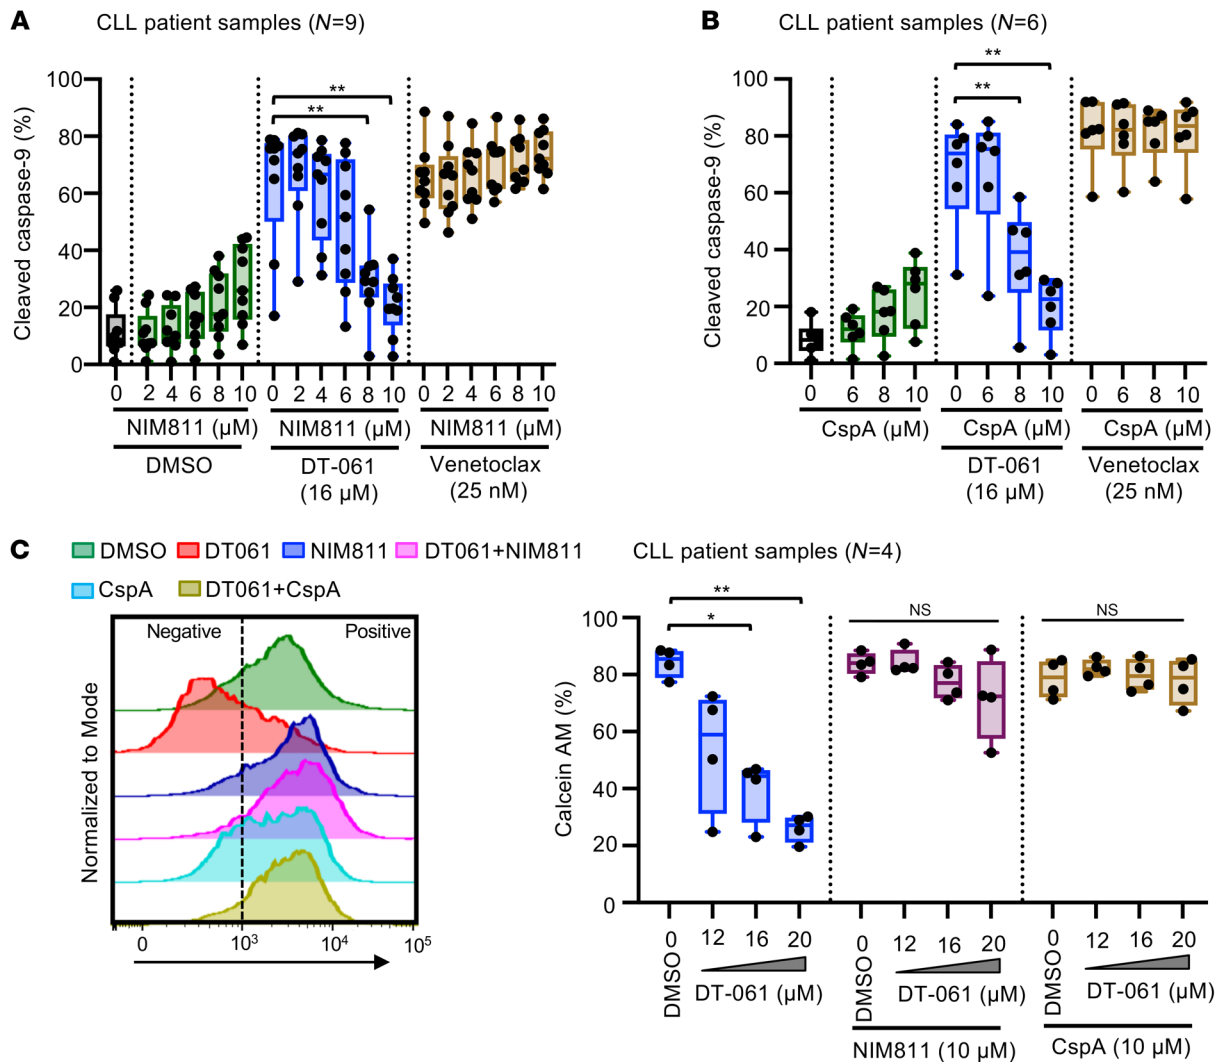 A
CLL patient samples (N=9)
Cleaved caspase-9 (%)
100
80
60
40
20
0
**
**
0 2 4 6 8 10 0 2 4 6 8 10 0 2 4 6 8 10
NIM811 (µM) NIM811 (µM) NIM811 (µM)
DMSO DT-061 Venetoclax
(16 µM) (25 nM)
B
CLL patient samples (N=6)
Cleaved caspase-9 (%)
100
80
60
40
20
0
**
**
0 6 8 10 0 6 8 10 0 6 8 10
CspA (µM) CspA (µM) CspA (µM)
DT-061 Venetoclax
(16 µM) (25 nM)
C
DMSO DT061 NIM811 DT061+NIM811
CspA DT061+CspA
Negative Positive
Normalized to Mode
0 10³ 10⁴ 10⁵
CLL patient samples (N=4)
Calcein AM (%)
100
80
60
40
20
0
**
*
NS NS
0 12 16 20 0 12 16 20 0 12 16 20
DMSO DMSO DMSO
DT-061 (µM) DT-061 (µM) DT-061 (µM)
NIM811 (10 µM) CspA (10 µM)